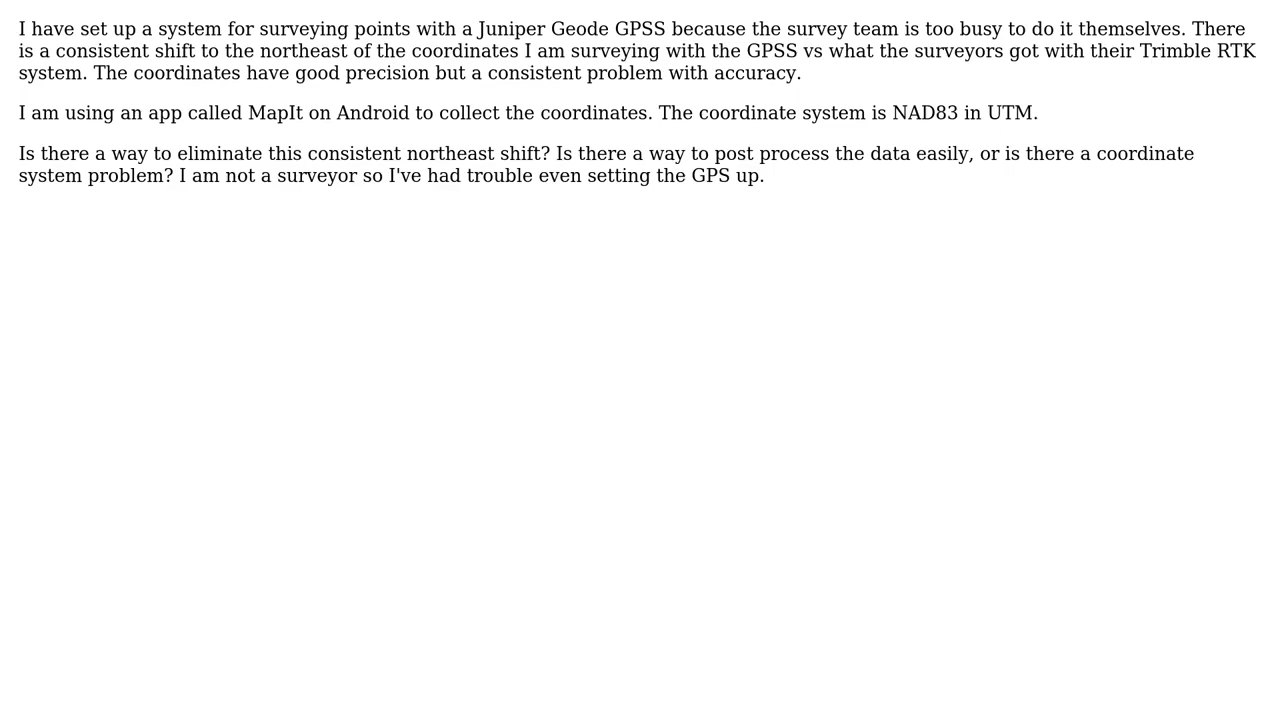 I have set up a system for surveying points with a Juniper Geode GPSS because the survey team is too busy to do it themselves. There
is a consistent shift to the northeast of the coordinates I am surveying with the GPSS vs what the surveyors got with their Trimble RTK
system. The coordinates have good precision but a consistent problem with accuracy.
I am using an app called MapIt on Android to collect the coordinates. The coordinate system is NAD83 in UTM.
Is there a way to eliminate this consistent northeast shift? Is there a way to post process the data easily, or is there a coordinate
system problem? I am not a surveyor so I've had trouble even setting the GPS up.